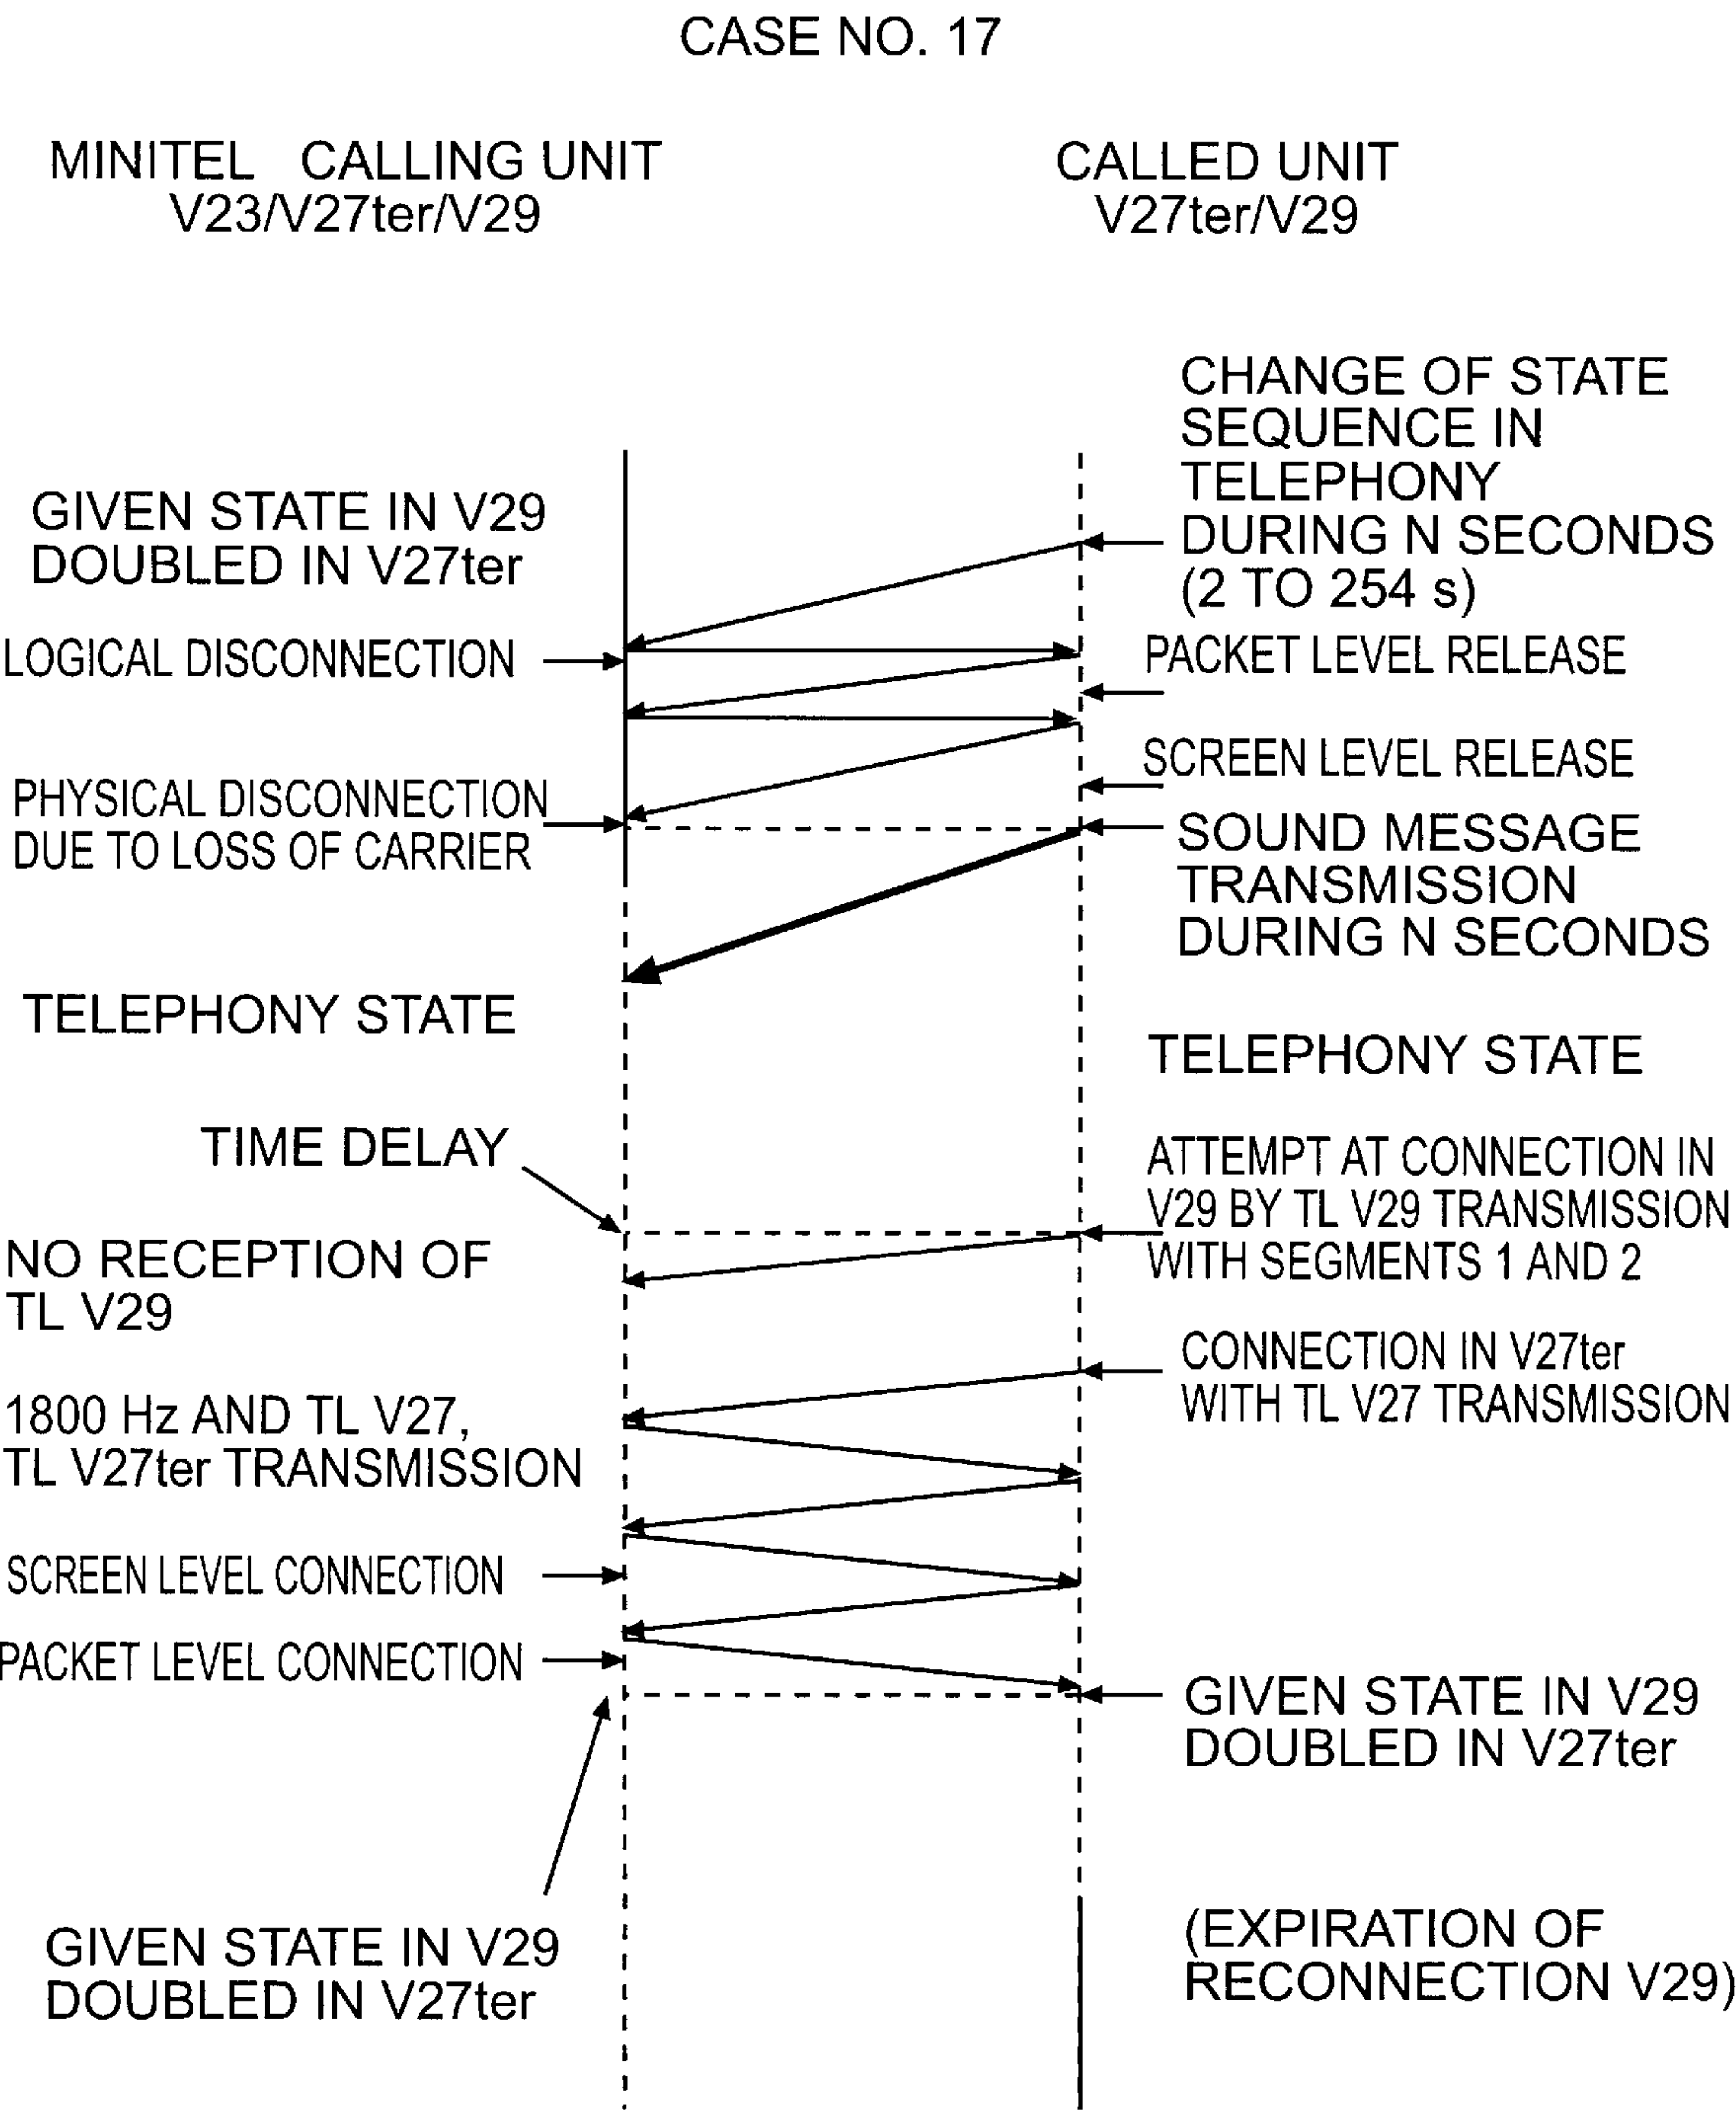 CASE NO. 17
MINITEL CALLING UNIT
V23/V27ter/V29
CALLED UNIT
V27ter/V29
CHANGE OF STATE
SEQUENCE IN
TELEPHONY
DURING N SECONDS
(2 TO 254 s)
GIVEN STATE IN V29
DOUBLED IN V27ter
LOGICAL DISCONNECTION
PACKET LEVEL RELEASE
SCREEN LEVEL RELEASE
PHYSICAL DISCONNECTION
DUE TO LOSS OF CARRIER
SOUND MESSAGE
TRANSMISSION
DURING N SECONDS
TELEPHONY STATE
TELEPHONY STATE
TIME DELAY
ATTEMPT AT CONNECTION IN
V29 BY TL V29 TRANSMISSION
WITH SEGMENTS 1 AND 2
NO RECEPTION OF
TL V29
CONNECTION IN V27ter
WITH TL V27 TRANSMISSION
1800 Hz AND TL V27,
TL V27ter TRANSMISSION
SCREEN LEVEL CONNECTION
PACKET LEVEL CONNECTION
GIVEN STATE IN V29
DOUBLED IN V27ter
GIVEN STATE IN V29
DOUBLED IN V27ter
(EXPIRATION OF
RECONNECTION V29)